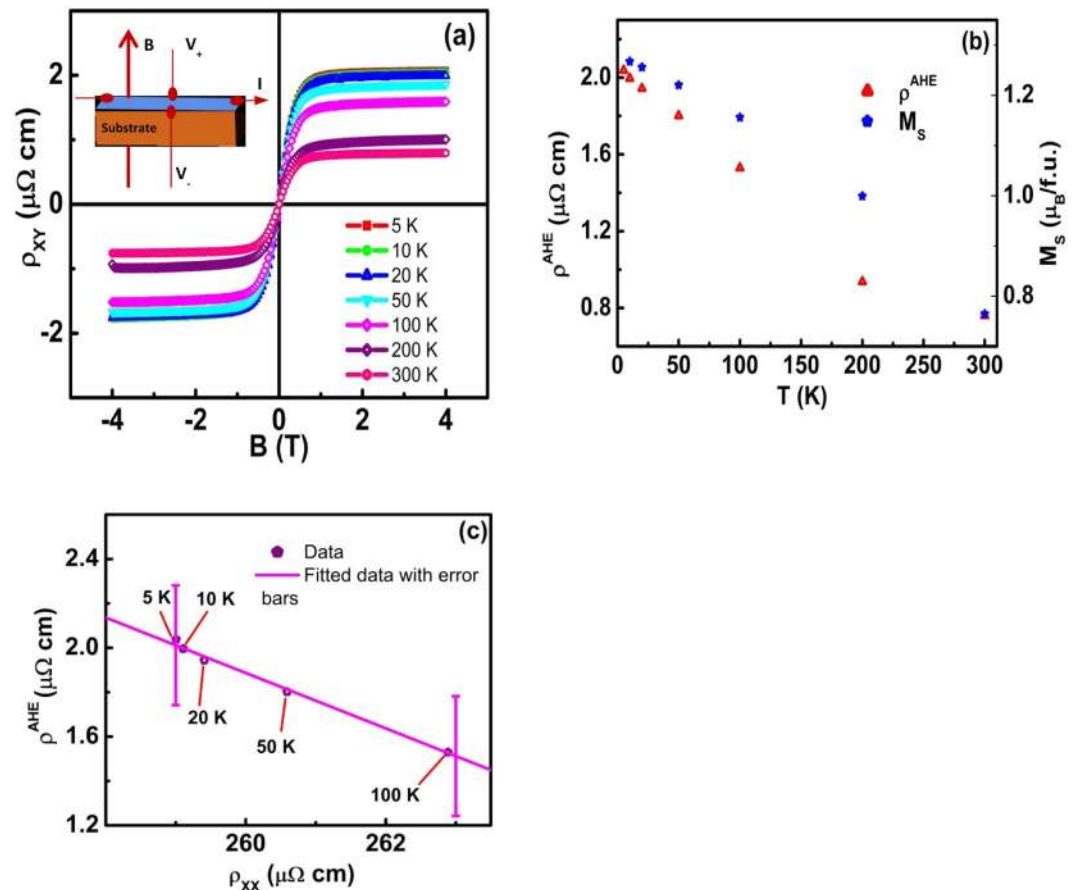 (a)
B
V+
I
Substrate
V-
2
0
-2
ρXY (μΩ cm)
5 K
10 K
20 K
50 K
100 K
200 K
300 K
-4 -2 0 2 4
B (T)
(b)
ρAHE
MS
2.0
1.6
1.2
0.8
ρAHE (μΩ cm)
1.2
1.0
0.8
MS (μB/f.u.)
0 50 100 150 200 250 300
T (K)
(c)
Data
Fitted data with error
bars
5 K
10 K
20 K
50 K
100 K
2.4
2.0
1.6
1.2
ρAHE (μΩ cm)
260 262
ρXX (μΩ cm)